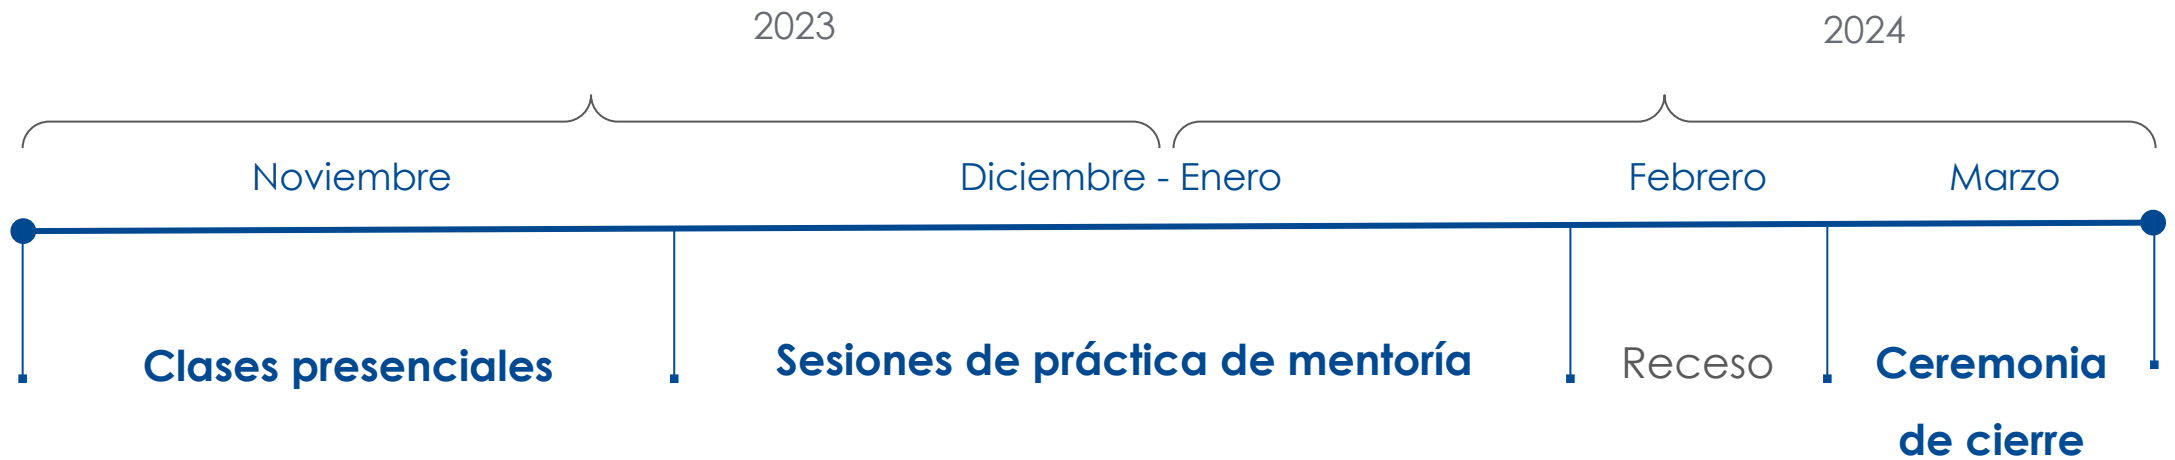 2023
2024
Noviembre
Diciembre - Enero
Febrero
Marzo
Clases presenciales
Sesiones de práctica de mentoría
Receso
Ceremonia
de cierre